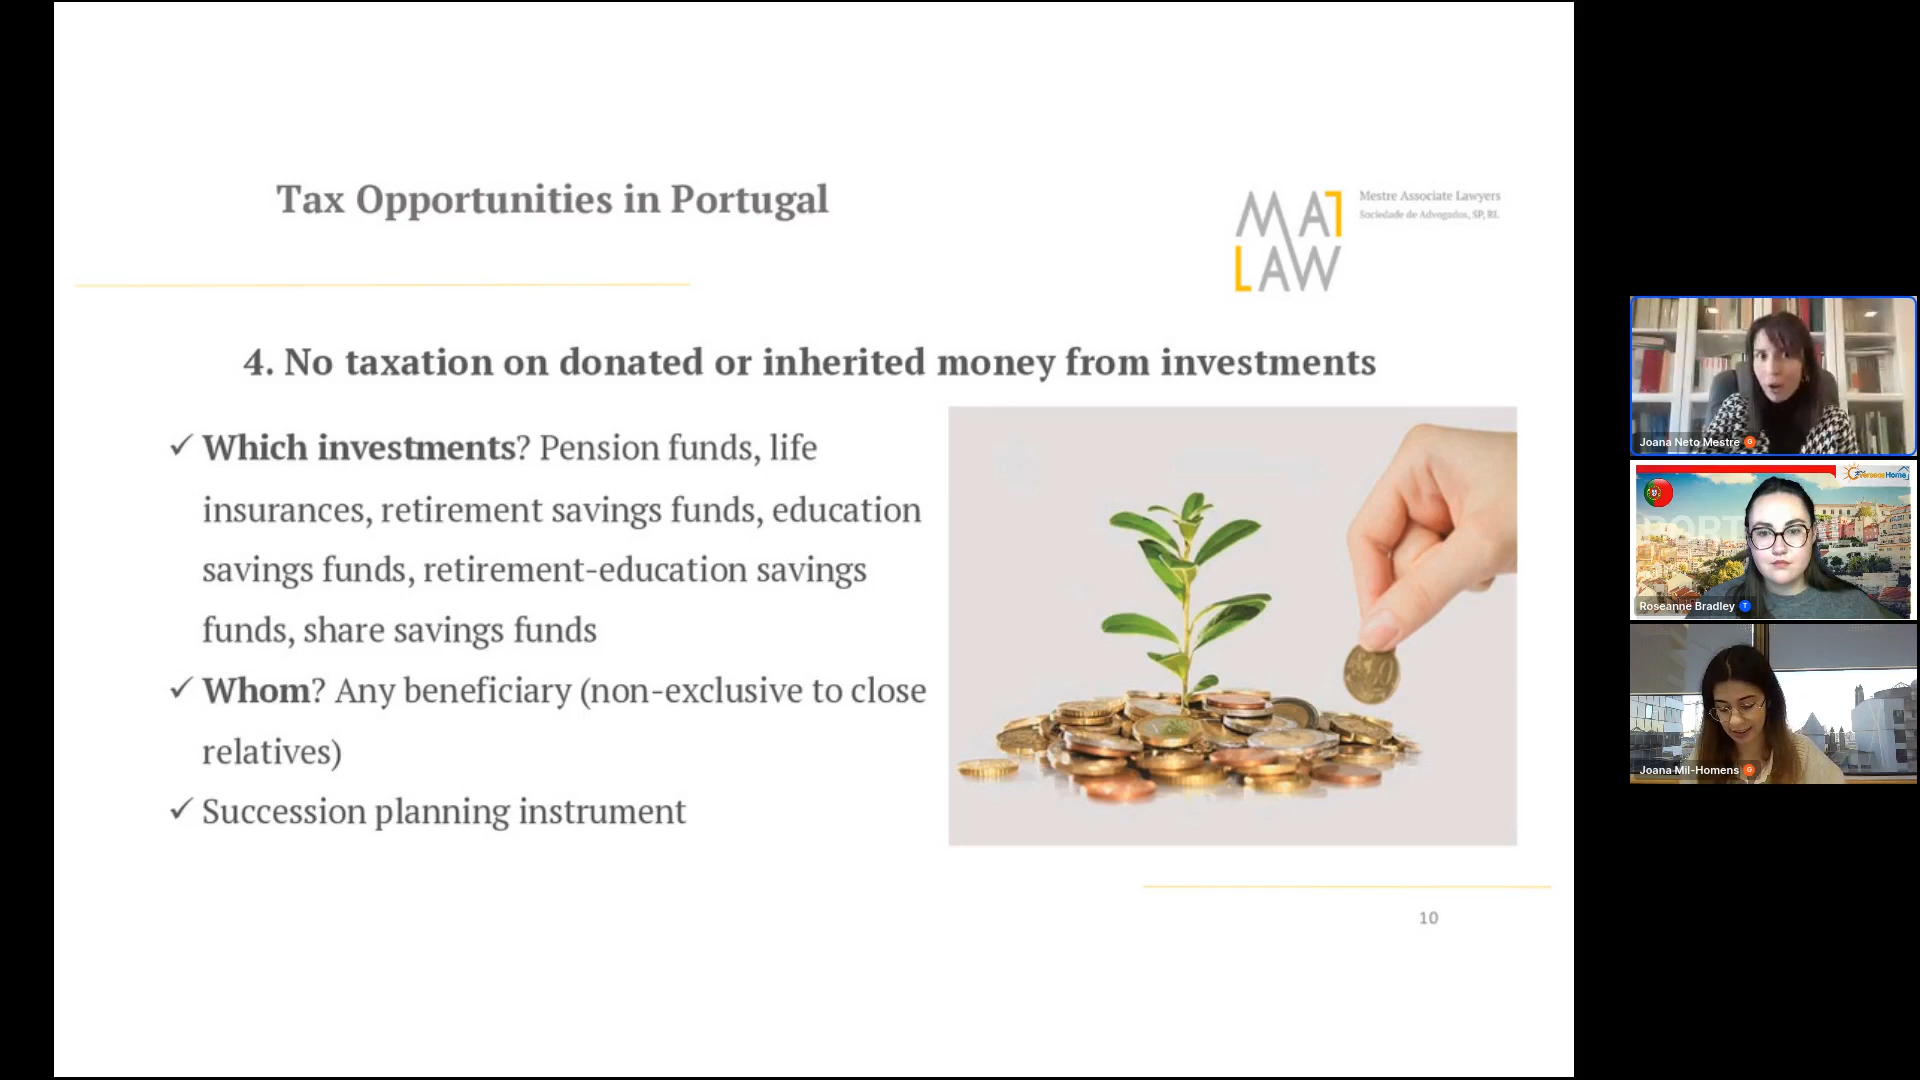 Tax Opportunities in Portugal
MAT
LAW
Mestre Associate Lawyers
Sociedade de Advogados, SP, RL
4. No taxation on donated or inherited money from investments
✓ Which investments? Pension funds, life
insurances, retirement savings funds, education
savings funds, retirement-education savings
funds, share savings funds
✓ Whom? Any beneficiary (non-exclusive to close
relatives)
✓ Succession planning instrument
10
Joana Neto Mestre
Roseanne Bradley
Joana Mil-Homens